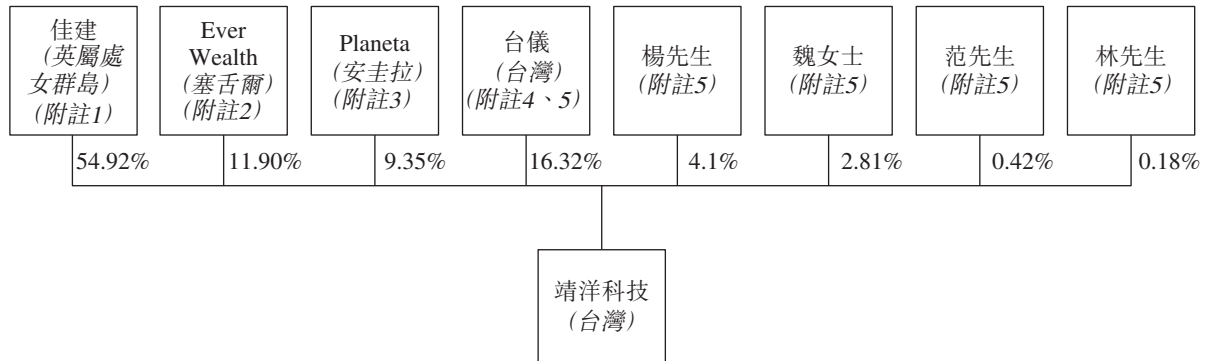 佳建
(英屬處
女群島)
(附註1)
Ever
Wealth
(塞舌爾)
(附註2)
Planeta
(安圭拉)
(附註3)
台儀
(台灣)
(附註4、5)
楊先生
(附註5)
魏女士
(附註5)
范先生
(附註5)
林先生
(附註5)
54.92%
11.90%
9.35%
16.32%
4.1%
2.81%
0.42%
0.18%
靖洋科技
(台灣)